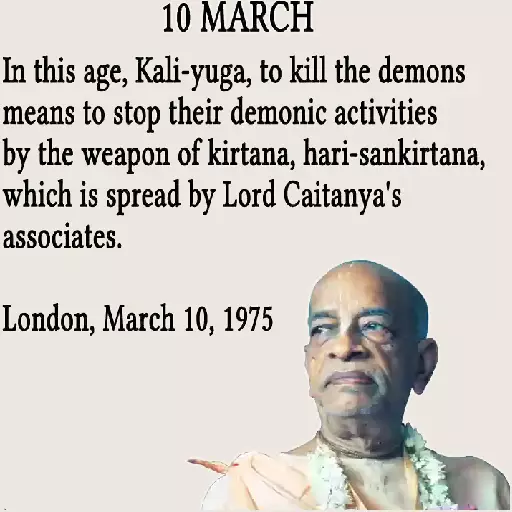 10 MARCH
In this age, Kali-yuga, to kill the demons
means to stop their demonic activities
by the weapon of kirtana, hari-sankirtana,
which is spread by Lord Caitanya's
associates.
London, March 10, 1975